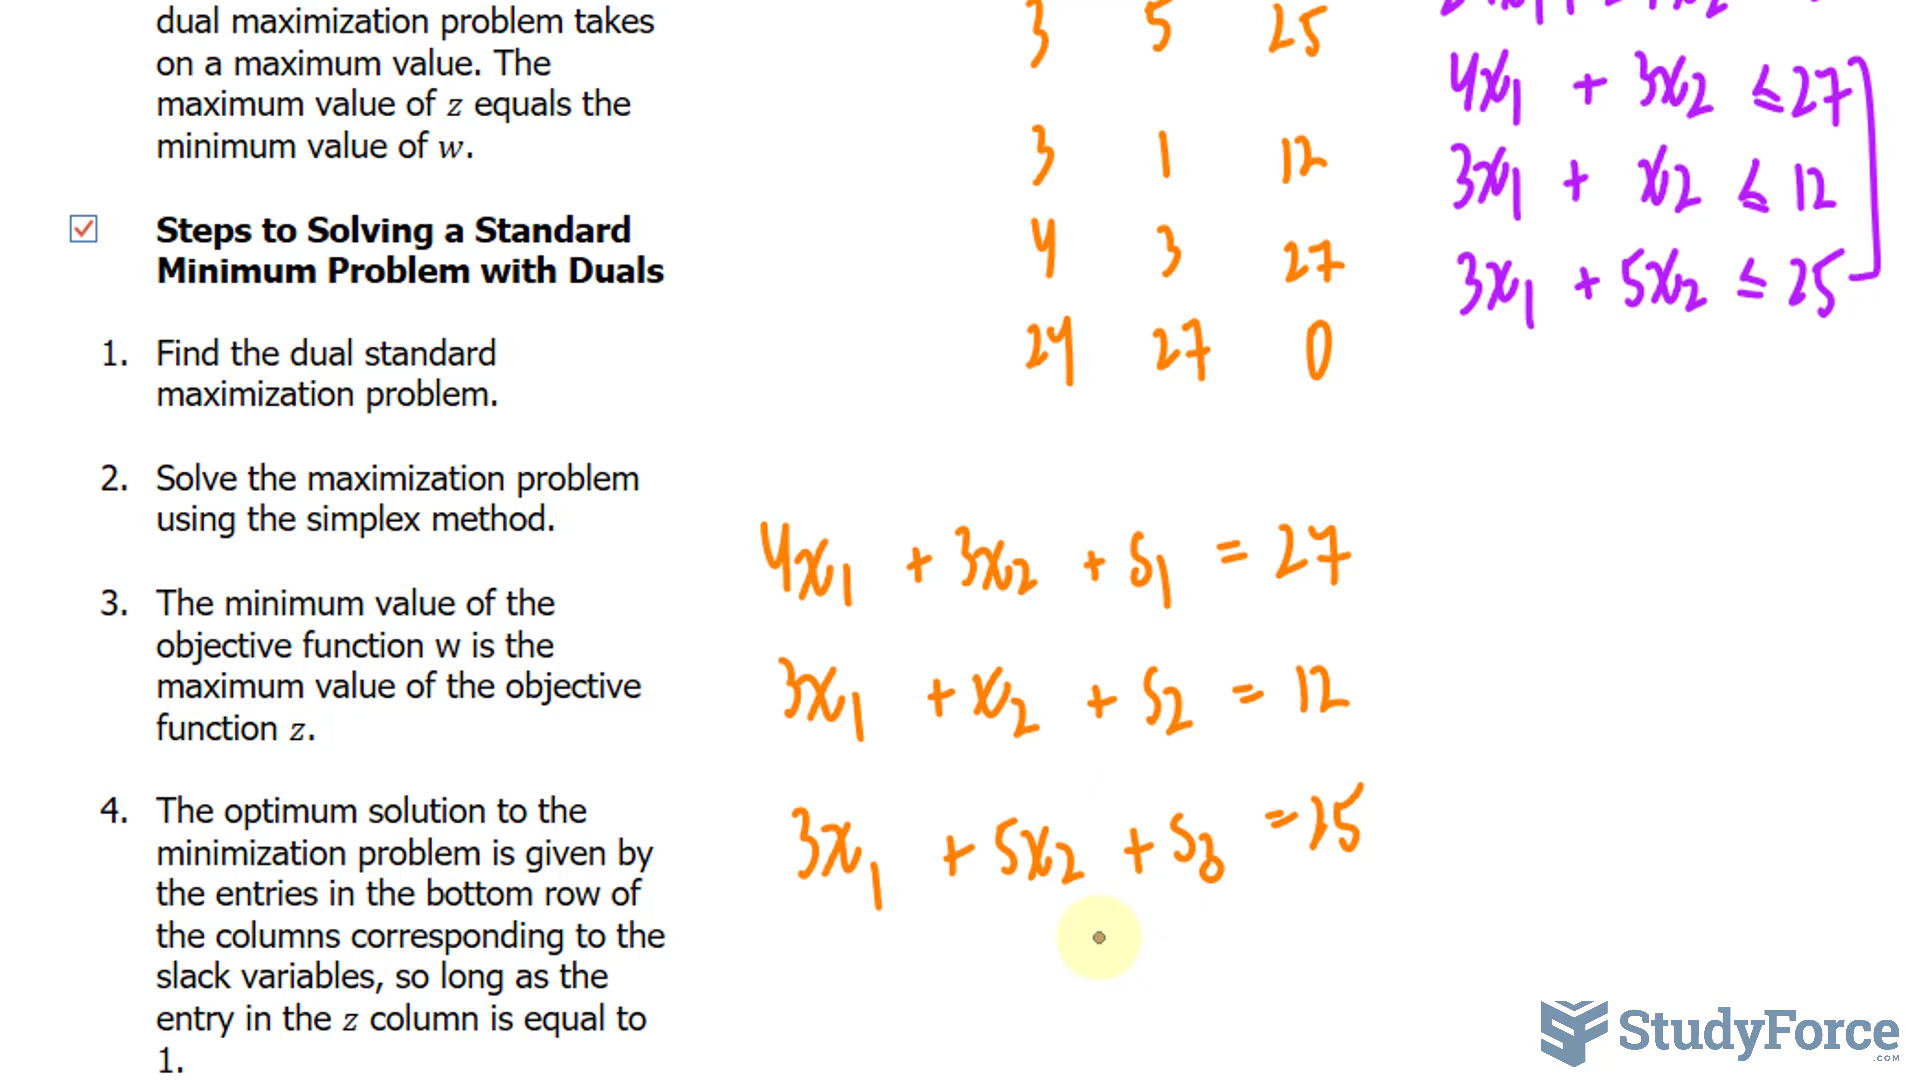 dual maximization problem takes
on a maximum value. The
maximum value of z equals the
minimum value of w.
Steps to Solving a Standard
Minimum Problem with Duals
1. Find the dual standard
maximization problem.
2. Solve the maximization problem
using the simplex method.
3. The minimum value of the
objective function w is the
maximum value of the objective
function z.
4. The optimum solution to the
minimization problem is given by
the entries in the bottom row of
the columns corresponding to the
slack variables, so long as the
entry in the z column is equal to
1.
3 5 25
3 1 12
4 3 27
24 27 0
4x₁ + 3x₂ ≤ 27
3x₁ + x₂ ≤ 12
3x₁ + 5x₂ ≤ 25
4x₁ + 3x₂ + S₁ = 27
3x₁ + x₂ + S₂ = 12
3x₁ + 5x₂ + S₃ = 25
StudyForce
.COM